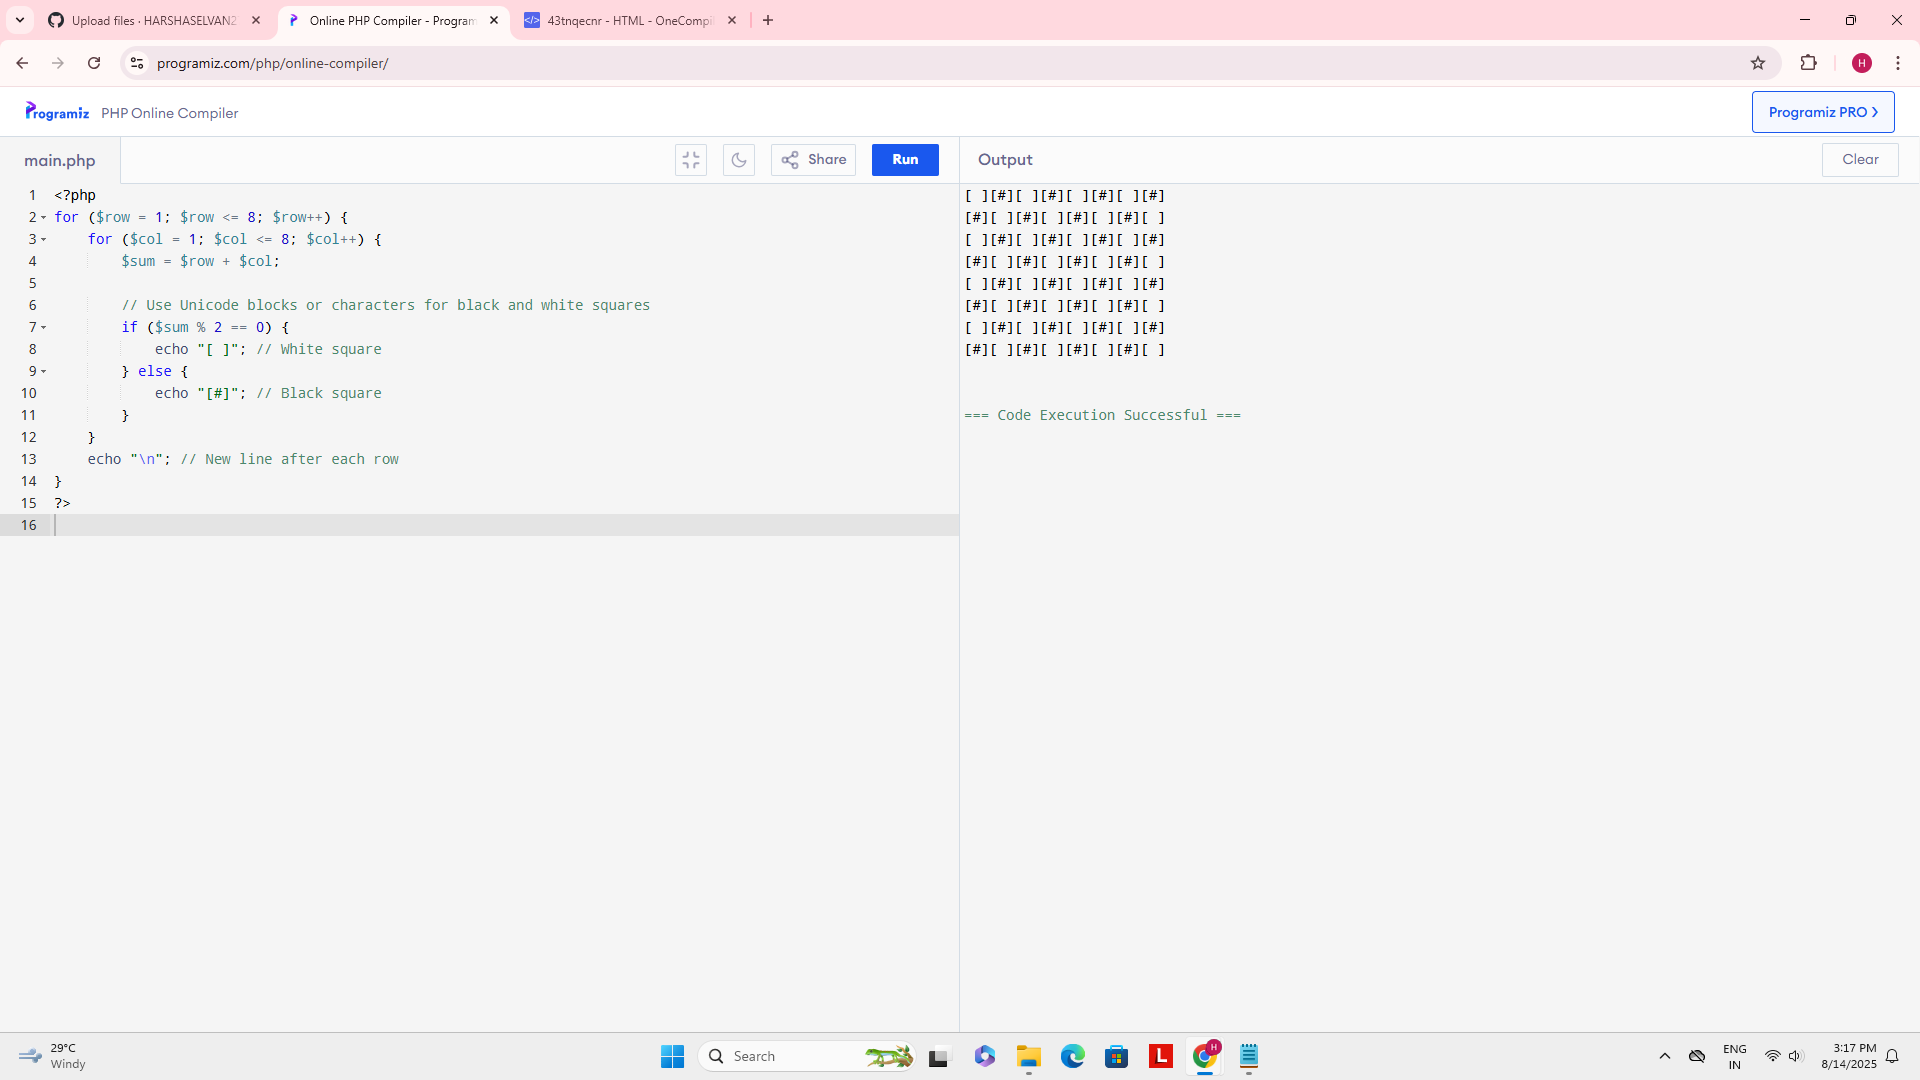 Upload files · HARSHASELVAN2
Online PHP Compiler - Program
43tnqecnr - HTML - OneCompil
programiz.com/php/online-compiler/
H
Programiz PHP Online Compiler
Programiz PRO ›
main.php
Share
Run
Output
Clear
1 <?php
2 for ($row = 1; $row <= 8; $row++) {
3     for ($col = 1; $col <= 8; $col++) {
4         $sum = $row + $col;
5
6         // Use Unicode blocks or characters for black and white squares
7         if ($sum % 2 == 0) {
8             echo "[ ]"; // White square
9         } else {
10             echo "[#]"; // Black square
11         }
12     }
13     echo "\n"; // New line after each row
14 }
15 ?>
16
[ ][#][ ][#][ ][#][ ][#]
[#][ ][#][ ][#][ ][#][ ]
[ ][#][ ][#][ ][#][ ][#]
[#][ ][#][ ][#][ ][#][ ]
[ ][#][ ][#][ ][#][ ][#]
[#][ ][#][ ][#][ ][#][ ]
[ ][#][ ][#][ ][#][ ][#]
[#][ ][#][ ][#][ ][#][ ]
=== Code Execution Successful ===
29°C
Windy
Search
L
H
ENG
IN
3:17 PM
8/14/2025